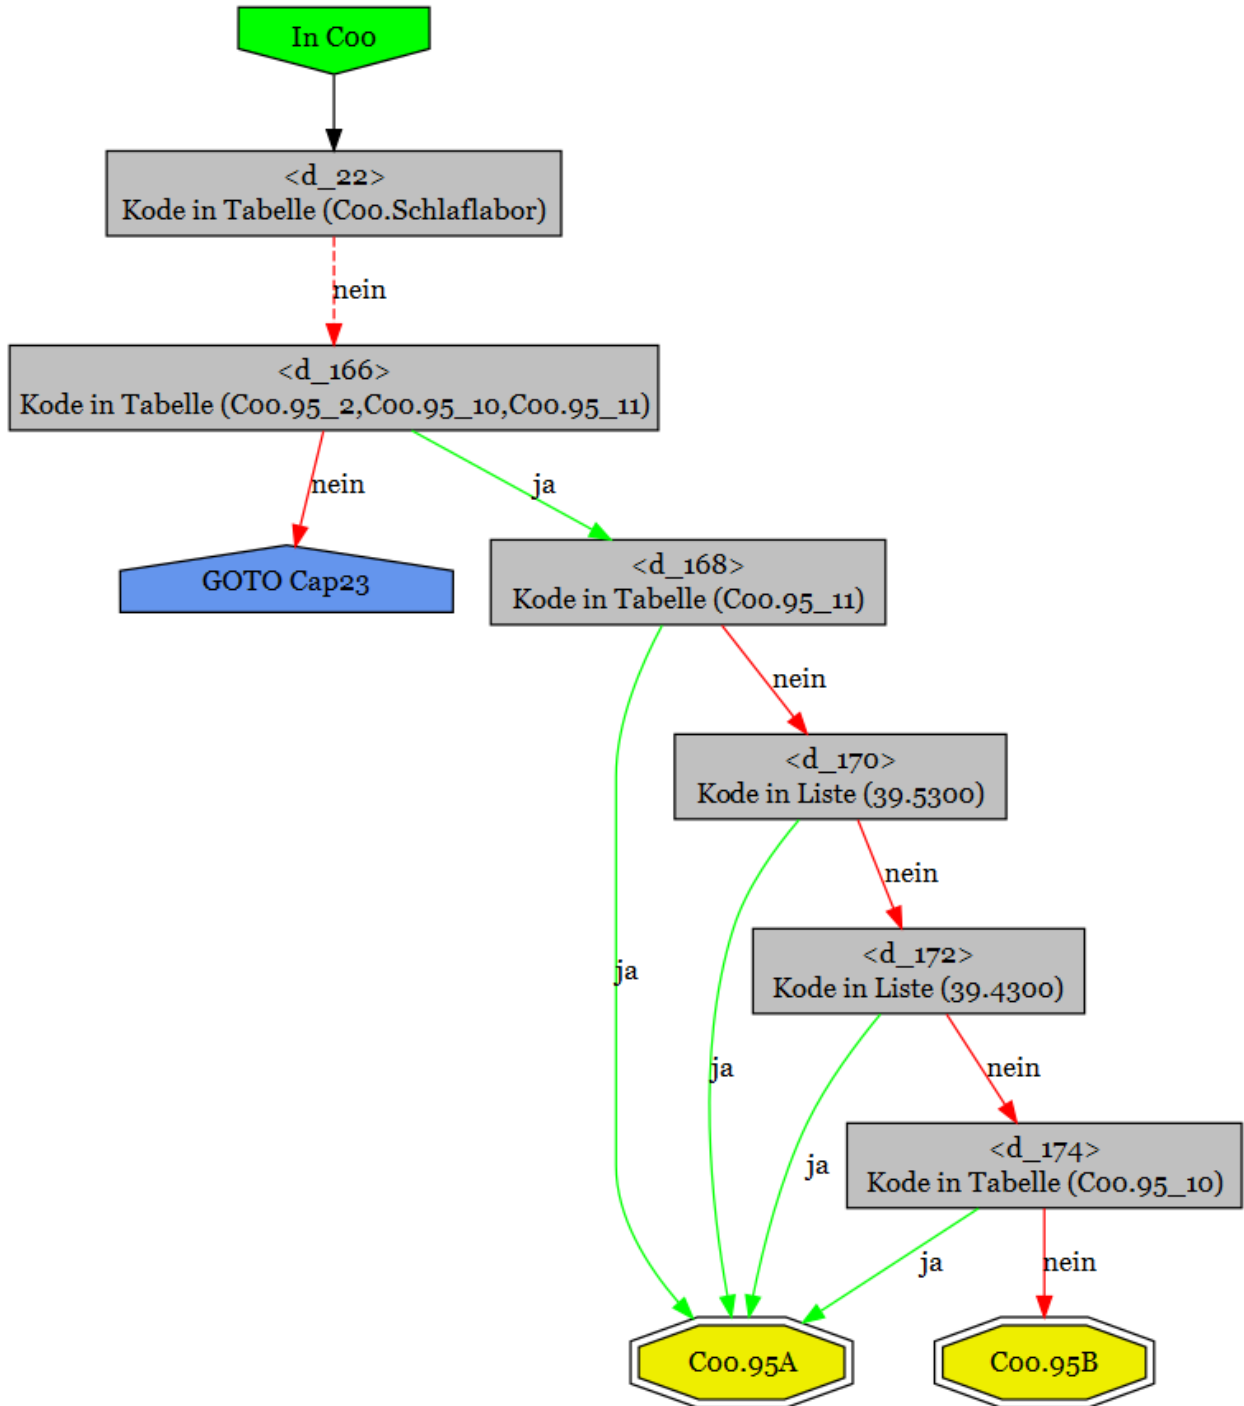 In C00
<d_22>
Kode in Tabelle (C00.Schlaflabor)
nein
<d_166>
Kode in Tabelle (C00.95_2,C00.95_10,C00.95_11)
nein
ja
GOTO Cap23
<d_168>
Kode in Tabelle (C00.95_11)
nein
<d_170>
Kode in Liste (39.5300)
nein
<d_172>
Kode in Liste (39.4300)
ja
ja
nein
<d_174>
Kode in Tabelle (C00.95_10)
ja
ja
nein
C00.95A
C00.95B